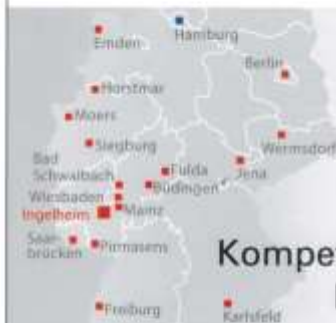 Emden
Hamburg
Berlin
Horstmar
Moers
Siegburg
Wermsdorf
Bad
Schwalbach
Fulda
Jena
Wiesbaden
Büdingen
Ingelheim
Mainz
Saar-
brücken
Pirmasens
Kompe
Freiburg
Karlsfeld